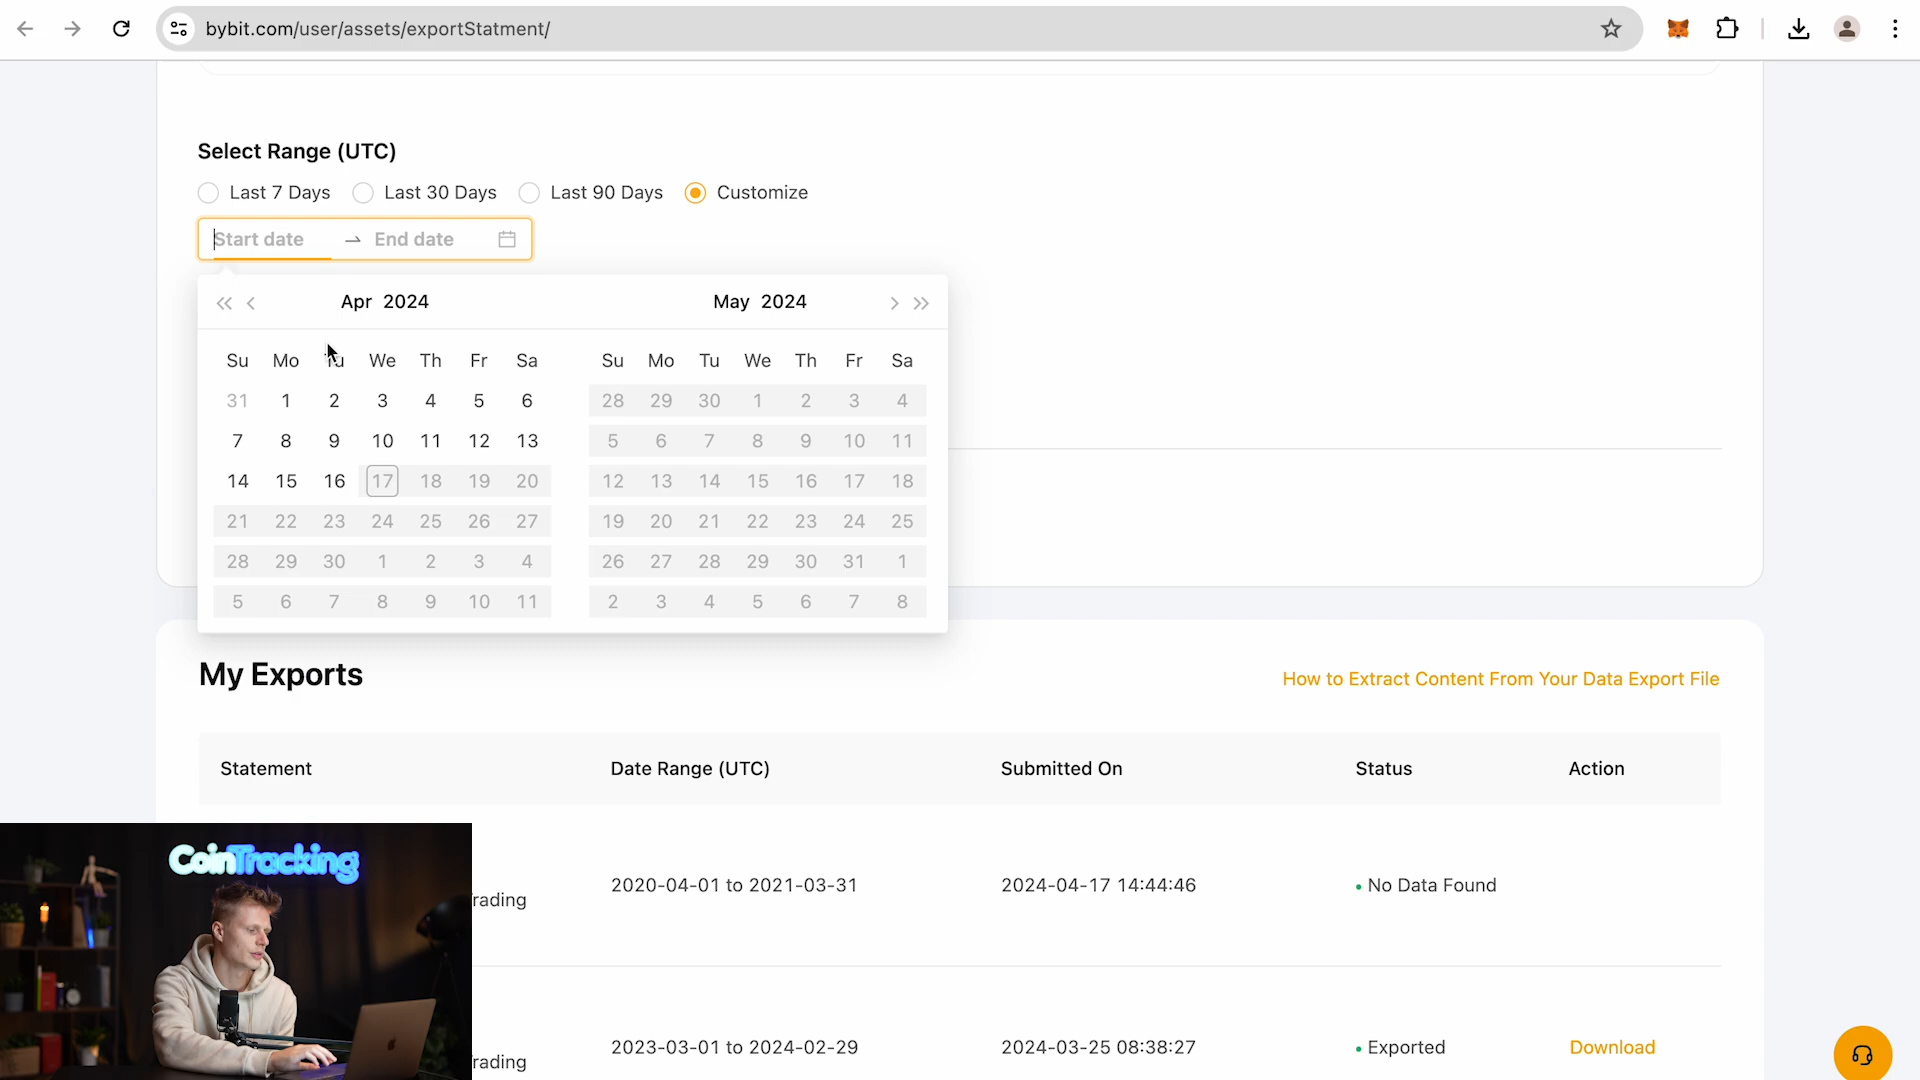 bybit.com/user/assets/exportStatment/
Select Range (UTC)
Last 7 Days Last 30 Days Last 90 Days Customize
Start date → End date
Apr 2024 May 2024
Su Mo Tu We Th Fr Sa Su Mo Tu We Th Fr Sa
31 1 2 3 4 5 6 28 29 30 1 2 3 4
7 8 9 10 11 12 13 5 6 7 8 9 10 11
14 15 16 17 18 19 20 12 13 14 15 16 17 18
21 22 23 24 25 26 27 19 20 21 22 23 24 25
28 29 30 1 2 3 4 26 27 28 29 30 31 1
5 6 7 8 9 10 11 2 3 4 5 6 7 8
My Exports How to Extract Content From Your Data Export File
Statement Date Range (UTC) Submitted On Status Action
CoinTracking
rading 2020-04-01 to 2021-03-31 2024-04-17 14:44:46 No Data Found
rading 2023-03-01 to 2024-02-29 2024-03-25 08:38:27 Exported Download